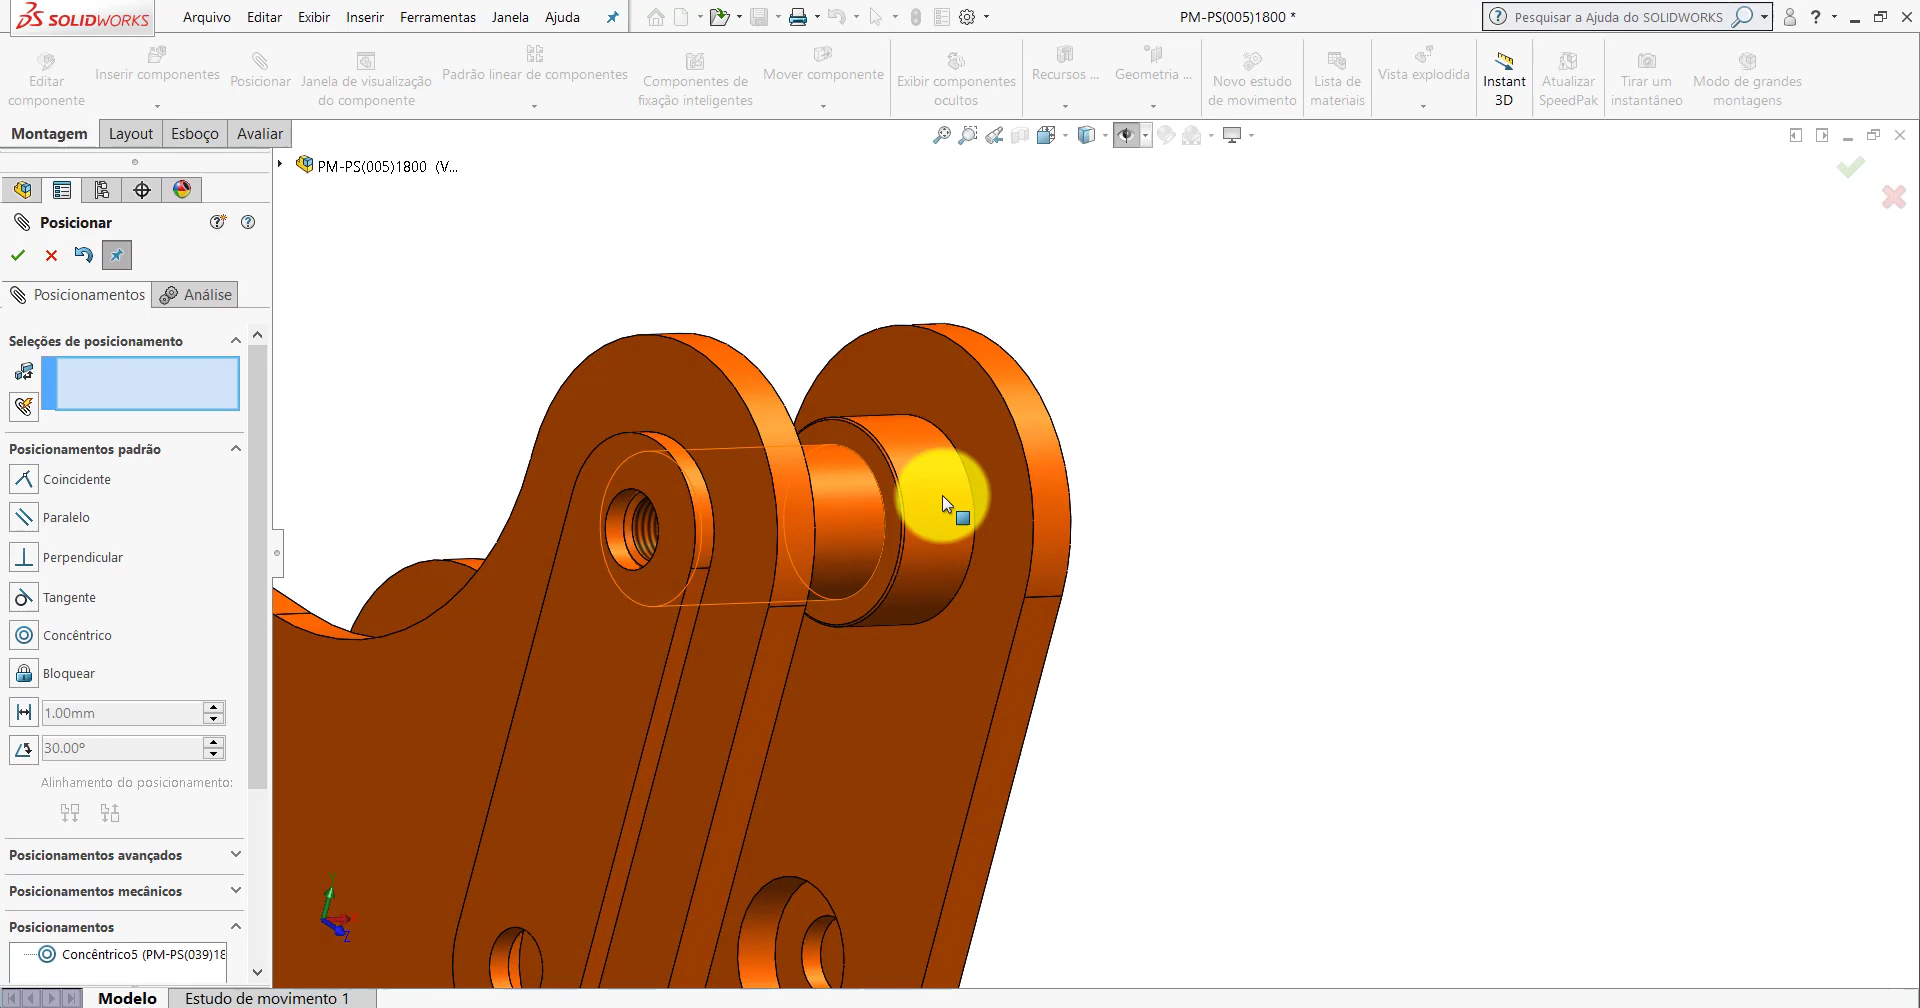 SOLIDWORKS
Arquivo Editar Exibir Inserir Ferramentas Janela Ajuda
PM-PS(005)1800 *
Pesquisar a Ajuda do SOLIDWORKS
Editar componente
Inserir componentes
Posicionar
Janela de visualização do componente
Padrão linear de componentes
Componentes de fixação inteligentes
Mover componente
Exibir componentes ocultos
Recursos ...
Geometria ...
Novo estudo de movimento
Lista de materiais
Vista explodida
Instant 3D
Atualizar SpeedPak
Tirar um instantâneo
Modo de grandes montagens
Montagem Layout Esboço Avaliar
PM-PS(005)1800 (V...
Posicionar
Posicionamentos Análise
Seleções de posicionamento
Posicionamentos padrão
Coincidente
Paralelo
Perpendicular
Tangente
Concêntrico
Bloquear
1.00mm
30.00°
Alinhamento do posicionamento:
Posicionamentos avançados
Posicionamentos mecânicos
Posicionamentos
Concêntrico5 (PM-PS(039)18
Modelo Estudo de movimento 1